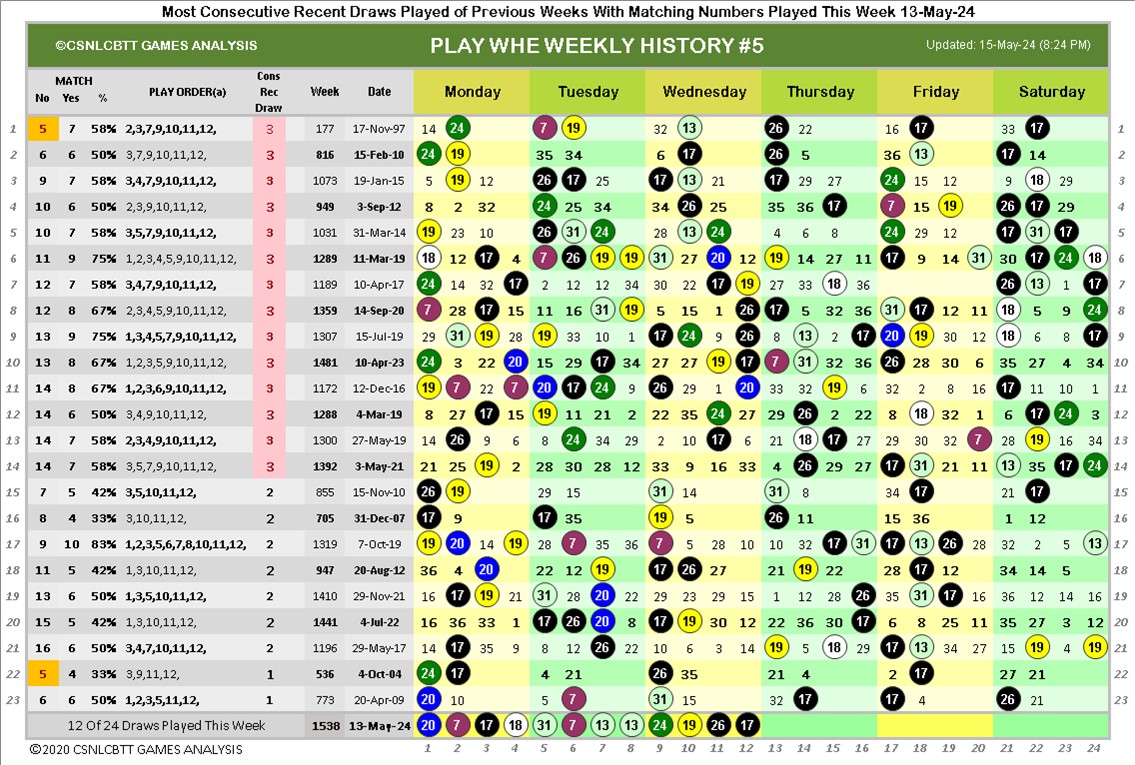 Most Consecutive Recent Draws Played of Previous Weeks With Matching Numbers Played This Week 13-May-24
©CSNLCBTT GAMES ANALYSIS PLAY WHE WEEKLY HISTORY #5 Updated: 15-May-24 (8:24 PM)
No MATCH Yes % PLAY ORDER(a) Cons Rec Draw Week Date Monday Tuesday Wednesday Thursday Friday Saturday
1 5 7 58% 2,3,7,9,10,11,12, 3 177 17-Nov-97 14 24 7 19 32 13 26 22 16 17 33 17 1
2 6 6 50% 3,7,9,10,11,12, 3 816 15-Feb-10 24 19 35 34 6 17 26 5 36 13 17 14 2
3 9 7 58% 3,4,7,9,10,11,12, 3 1073 19-Jan-15 5 19 12 26 17 25 17 13 21 17 29 27 24 15 12 9 18 29 3
4 10 6 50% 2,3,9,10,11,12, 3 949 3-Sep-12 8 2 32 24 25 34 34 26 25 35 36 17 7 15 19 26 17 29 4
5 10 7 58% 3,5,7,9,10,11,12, 3 1031 31-Mar-14 19 23 10 26 31 24 28 13 24 4 6 8 24 29 12 17 31 17 5
6 11 9 75% 1,2,3,4,5,9,10,11,12, 3 1289 11-Mar-19 18 12 17 4 7 26 19 19 31 27 20 12 19 14 27 11 17 9 14 31 30 17 24 18 6
7 12 7 58% 3,4,7,9,10,11,12, 3 1189 10-Apr-17 24 14 32 17 2 12 12 34 30 22 17 19 27 33 18 36 26 13 1 17 7
8 12 8 67% 2,3,4,5,9,10,11,12, 3 1359 14-Sep-20 7 28 17 15 11 16 31 19 5 15 1 26 17 5 32 36 31 17 12 11 18 5 9 24 8
9 13 9 75% 1,3,4,5,7,9,10,11,12, 3 1307 15-Jul-19 29 31 19 28 19 33 10 1 17 24 9 26 8 13 2 17 20 19 30 12 18 6 9 17 9
10 13 8 67% 1,2,3,5,9,10,11,12, 3 1481 10-Apr-23 24 3 22 20 15 29 17 34 27 27 19 17 7 31 32 36 26 28 30 6 35 27 4 34 10
11 14 8 67% 1,2,3,6,9,10,11,12, 3 1172 12-Dec-16 19 7 22 7 20 17 24 9 26 29 1 20 33 32 19 6 32 2 8 16 17 11 10 1 11
12 14 6 50% 3,4,9,10,11,12, 3 1288 4-Mar-19 8 27 17 15 19 11 21 2 22 35 24 27 29 26 2 22 8 18 32 1 6 17 24 3 12
13 14 7 58% 2,3,4,9,10,11,12, 3 1300 27-May-19 14 26 9 6 8 24 34 29 2 10 17 6 21 18 17 27 29 30 32 7 28 19 16 34 13
14 14 7 58% 3,5,7,9,10,11,12, 3 1392 3-May-21 21 25 19 2 28 30 28 12 33 9 16 33 4 26 29 27 17 31 21 11 13 35 17 24 14
15 7 5 42% 3,5,10,11,12, 2 855 15-Nov-10 26 19 29 15 31 14 31 8 34 17 21 17 15
16 8 4 33% 3,10,11,12, 2 705 31-Dec-07 17 9 17 35 19 5 26 11 15 36 1 12 16
17 9 10 83% 1,2,3,5,6,7,8,10,11,12, 2 1319 7-Oct-19 19 20 14 19 28 7 35 36 7 5 28 10 10 32 17 31 17 13 26 28 32 2 5 13 17
18 11 5 42% 1,3,10,11,12, 2 947 20-Aug-12 36 4 20 22 12 19 17 26 27 21 19 22 28 17 12 34 14 5 18
19 13 6 50% 1,3,5,10,11,12, 2 1410 29-Nov-21 16 17 19 21 31 28 20 22 23 29 29 15 1 12 28 26 35 31 17 16 36 12 14 16 19
20 15 5 42% 1,3,10,11,12, 2 1441 4-Jul-22 16 36 33 1 17 26 20 8 17 19 30 12 22 36 30 17 6 8 25 11 35 27 3 12 20
21 16 6 50% 3,4,7,10,11,12, 2 1196 29-May-17 14 17 35 9 8 12 26 22 10 6 3 14 19 15 18 29 17 13 34 21 15 19 4 19 21
22 5 4 33% 3,9,11,12, 1 536 4-Oct-04 24 17 4 21 26 35 21 4 2 17 27 21 22
23 6 6 50% 1,2,3,5,11,12, 1 773 20-Apr-09 20 10 5 7 31 15 32 17 17 4 26 21 23
12 Of 24 Draws Played This Week 1538 13-May-24 20 7 17 18 31 7 13 13 24 19 26 17
©2020 CSNLCBTT GAMES ANALYSIS 1 2 3 4 5 6 7 8 9 10 11 12 13 14 15 16 17 18 19 20 21 22 23 24